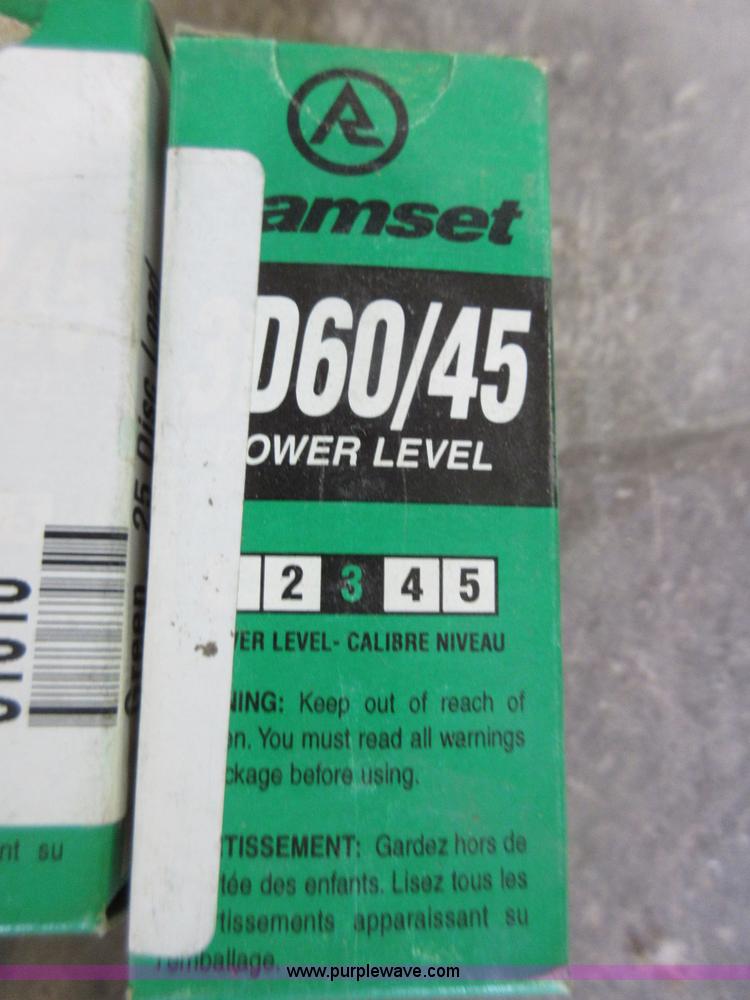 amset
D60/45
OWER LEVEL
2 3 4 5
ER LEVEL- CALIBRE NIVEAU
NING: Keep out of reach of
en. You must read all warnings
ckage before using.
TISSEMENT: Gardez hors de
tée des enfants. Lisez tous les
tissements apparaissant su
l'emballage.
25 Disc Load
nt su
www.purplewave.com